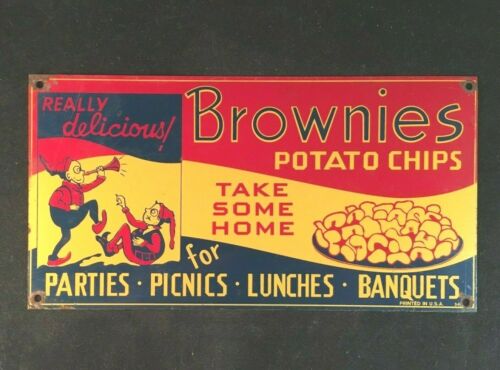 REALLY
delicious!
Brownies
POTATO CHIPS
TAKE
SOME
HOME
for
PARTIES · PICNICS · LUNCHES · BANQUETS
PRINTED IN U.S.A.